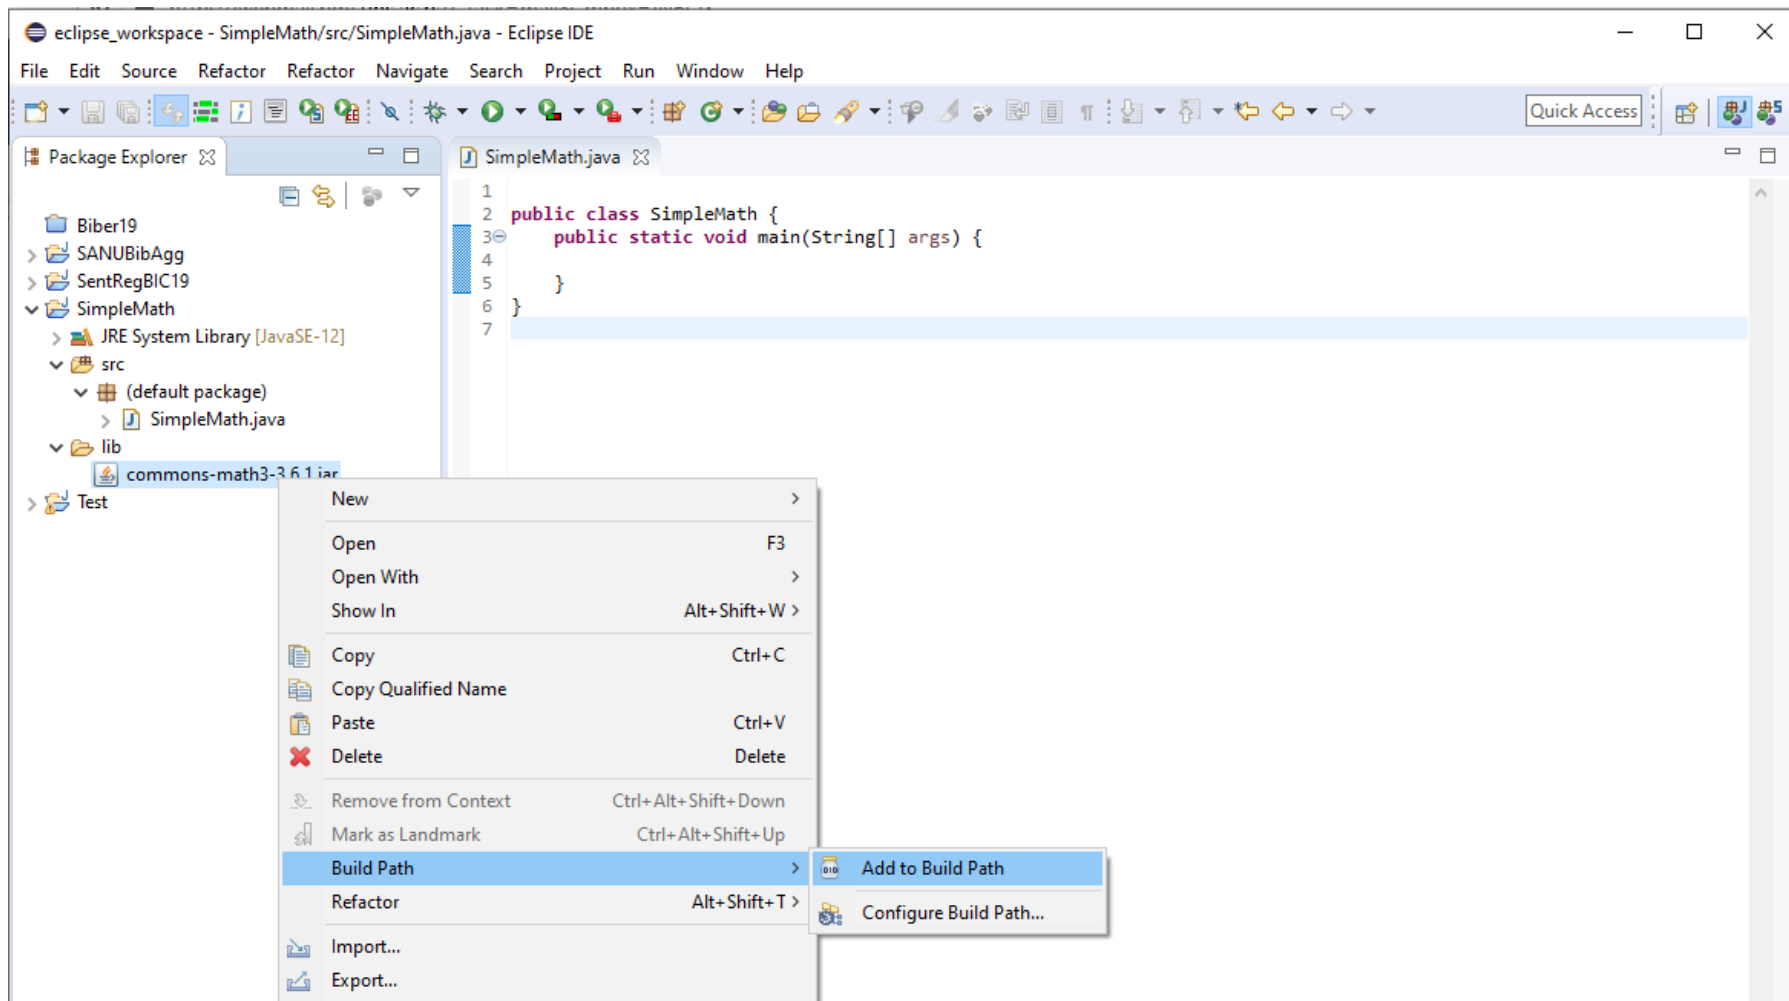 eclipse_workspace - SimpleMath/src/SimpleMath.java - Eclipse IDE
File Edit Source Refactor Refactor Navigate Search Project Run Window Help
Quick Access
Package Explorer
SimpleMath.java
Biber19
SANUBibAgg
SentRegBIC19
SimpleMath
JRE System Library [JavaSE-12]
src
(default package)
SimpleMath.java
lib
commons-math3-3.6.1.jar
Test
1
2 public class SimpleMath {
3 public static void main(String[] args) {
4
5 }
6 }
7
New
Open F3
Open With
Show In Alt+Shift+W
Copy Ctrl+C
Copy Qualified Name
Paste Ctrl+V
Delete Delete
Remove from Context Ctrl+Alt+Shift+Down
Mark as Landmark Ctrl+Alt+Shift+Up
Build Path
Refactor Alt+Shift+T
Import...
Export...
Add to Build Path
Configure Build Path...